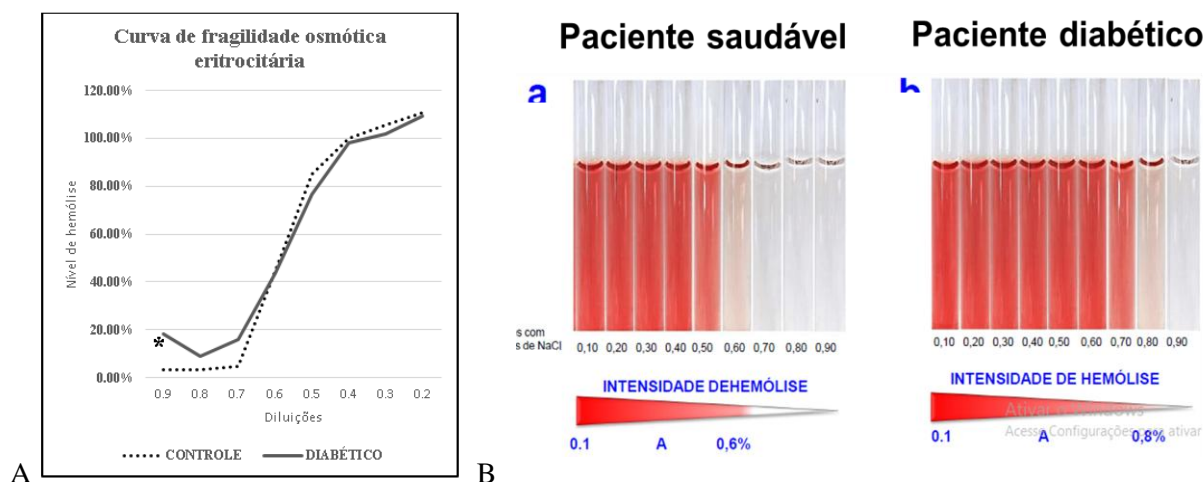 Curva de fragilidade osmótica
eritrocitária
120.00%
100.00%
80.00%
60.00%
40.00%
20.00%
0.00%
Nível de hemólise
*
0.9 0.8 0.7 0.6 0.5 0.4 0.3 0.2
Diluições
CONTROLE DIABÉTICO
A
B
Paciente saudável
a
s com
s de NaCl
0,10 0,20 0,30 0,40 0,50 0,60 0,70 0,80 0,90
INTENSIDADE DEHEMÓLISE
0.1 A 0,6%
Paciente diabético
b
0,10 0,20 0,30 0,40 0,50 0,60 0,70 0,80 0,90
INTENSIDADE DE HEMÓLISE
Ativar o Windows
Acesse Configurações para ativar
0.1 A 0,8%